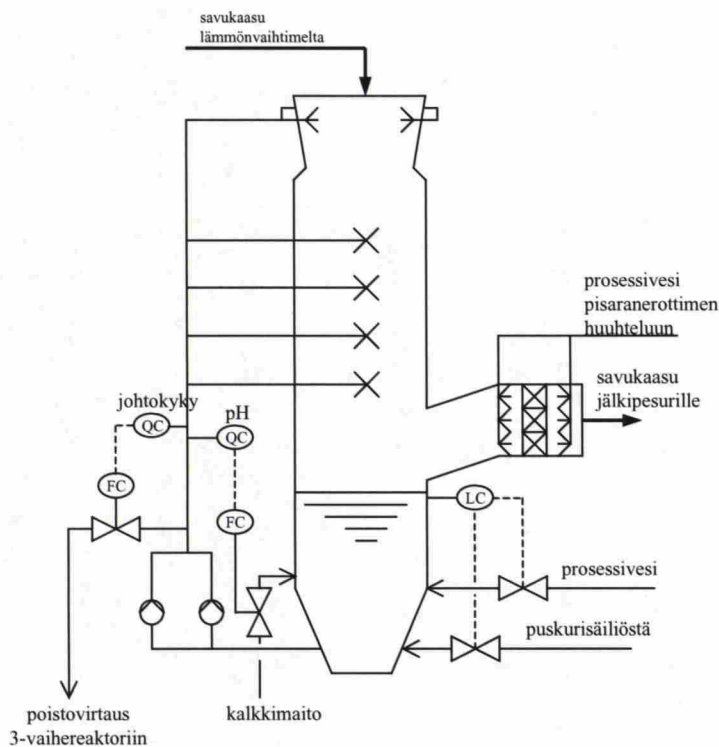 savukaasu
lämmönvaihtimelta
prosessivesi
pisaranerottimen
huuhteluun
savukaasu
jälkipesurille
johtokyky
pH
QC
QC
FC
LC
FC
prosessivesi
puskurisäiliöstä
poistovirtaus
3-vaihereaktoriin
kalkkimaito